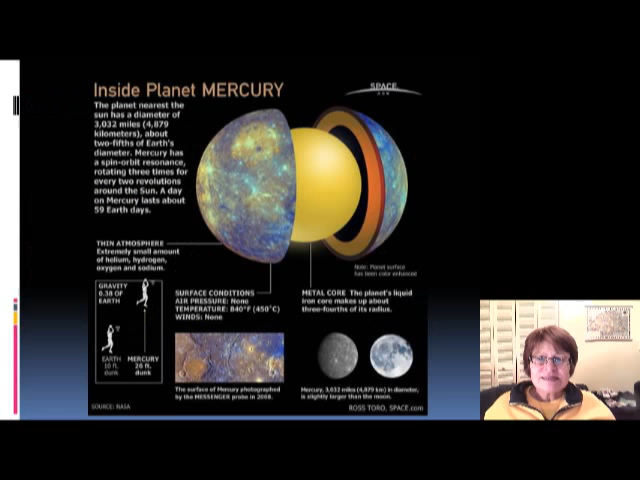 Inside Planet MERCURY
SPACE
The planet nearest the
sun has a diameter of
3,032 miles (4,879
kilometers), about
two-fifths of Earth's
diameter. Mercury has
a spin-orbit resonance,
rotating three times for
every two revolutions
around the Sun. A day
on Mercury lasts about
59 Earth days.
THIN ATMOSPHERE
Extremely small amount
of helium, hydrogen,
oxygen and sodium.
Note: Planet surface
has been color enhanced
GRAVITY
0.38 OF
EARTH
EARTH
10 ft.
dunk
MERCURY
26 ft.
dunk
SURFACE CONDITIONS
AIR PRESSURE: None
TEMPERATURE: 840°F (450°C)
WINDS: None
METAL CORE The planet's liquid
iron core makes up about
three-fourths of its radius.
The surface of Mercury photographed
by the MESSENGER probe in 2008.
Mercury, 3,032 miles (4,879 km) in diameter,
is slightly larger than the moon.
SOURCE: NASA
ROSS TORO, SPACE.com